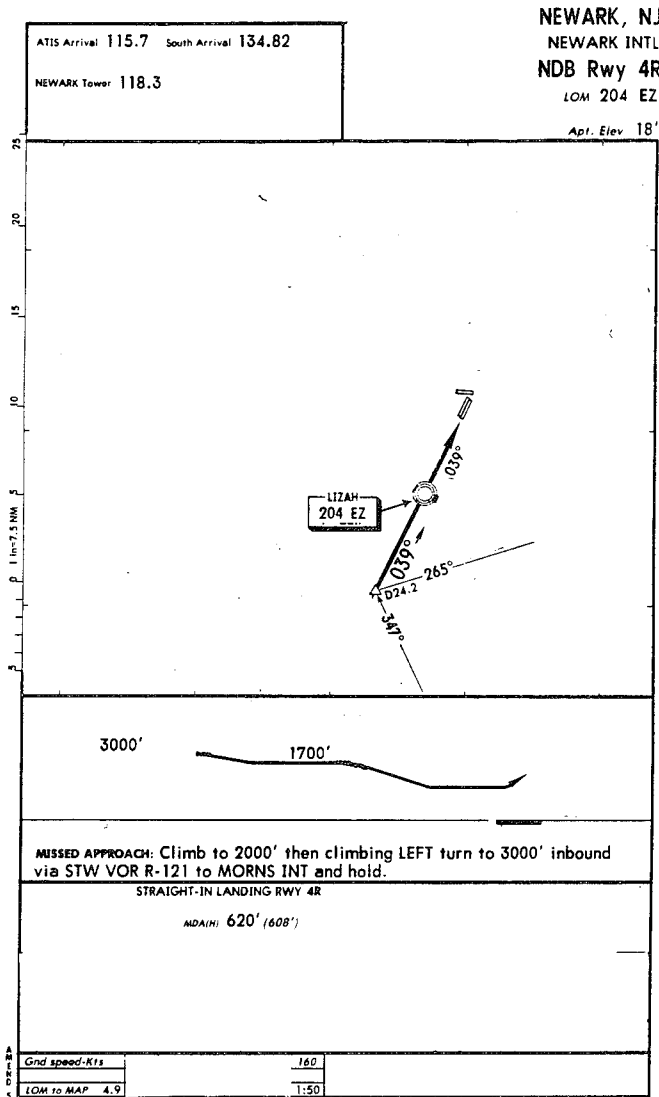 NEWARK, NJ
NEWARK INTL
NDB Rwy 4R
LOM 204 EZ
Apt. Elev 18'
ATIS Arrival 115.7 South Arrival 134.82
NEWARK Tower 118.3
25
20
15
10
5
0
5
1 in=7.5 NM
039°
LIZAH
204 EZ
039°
265°
D24.2
347°
3000'
1700'
MISSED APPROACH: Climb to 2000' then climbing LEFT turn to 3000' inbound
via STW VOR R-121 to MORNS INT and hold.
STRAIGHT-IN LANDING RWY 4R
MDA(H) 620' (608')
Gnd speed-Kts 160
LOM to MAP 4.9 1:50
AMEND 5